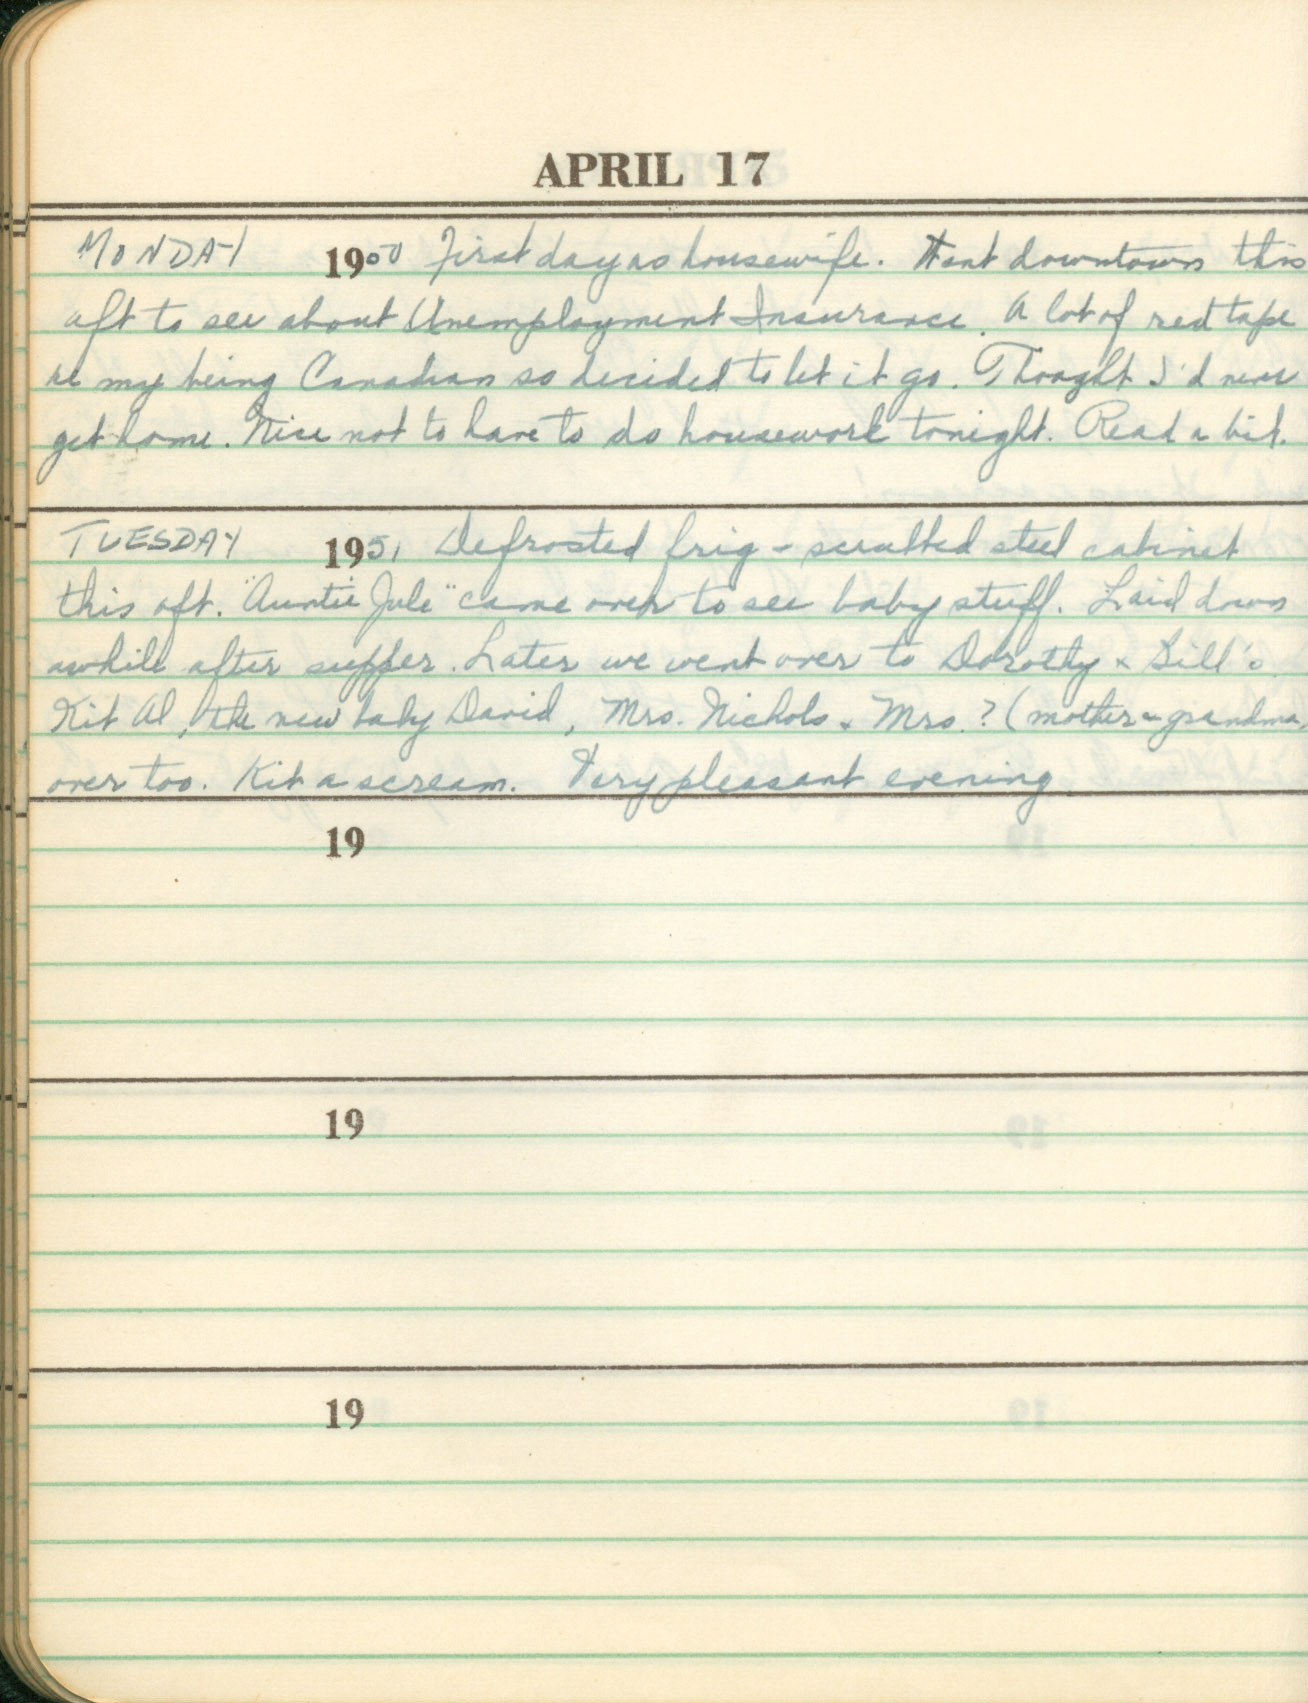 APRIL 17
MONDAY 1950 First day as housewife. Went downtown this
aft to see about Unemployment Insurance. A lot of red tape
re my being Canadian so decided to let it go. Thought I'd never
get home. Nice not to have to do housework tonight. Read a bit.
TUESDAY 1951 Defrosted frig - scrubbed steel cabinet
this aft. "Auntie Jule" came over to see baby stuff. Laid down
awhile after supper. Later we went over to Dorothy & Bill's
Kit Al, the new baby David, Mrs. Nichols & Mrs. ? (mother & grandma,
over too. Kit a scream. Very pleasant evening
19
19
19